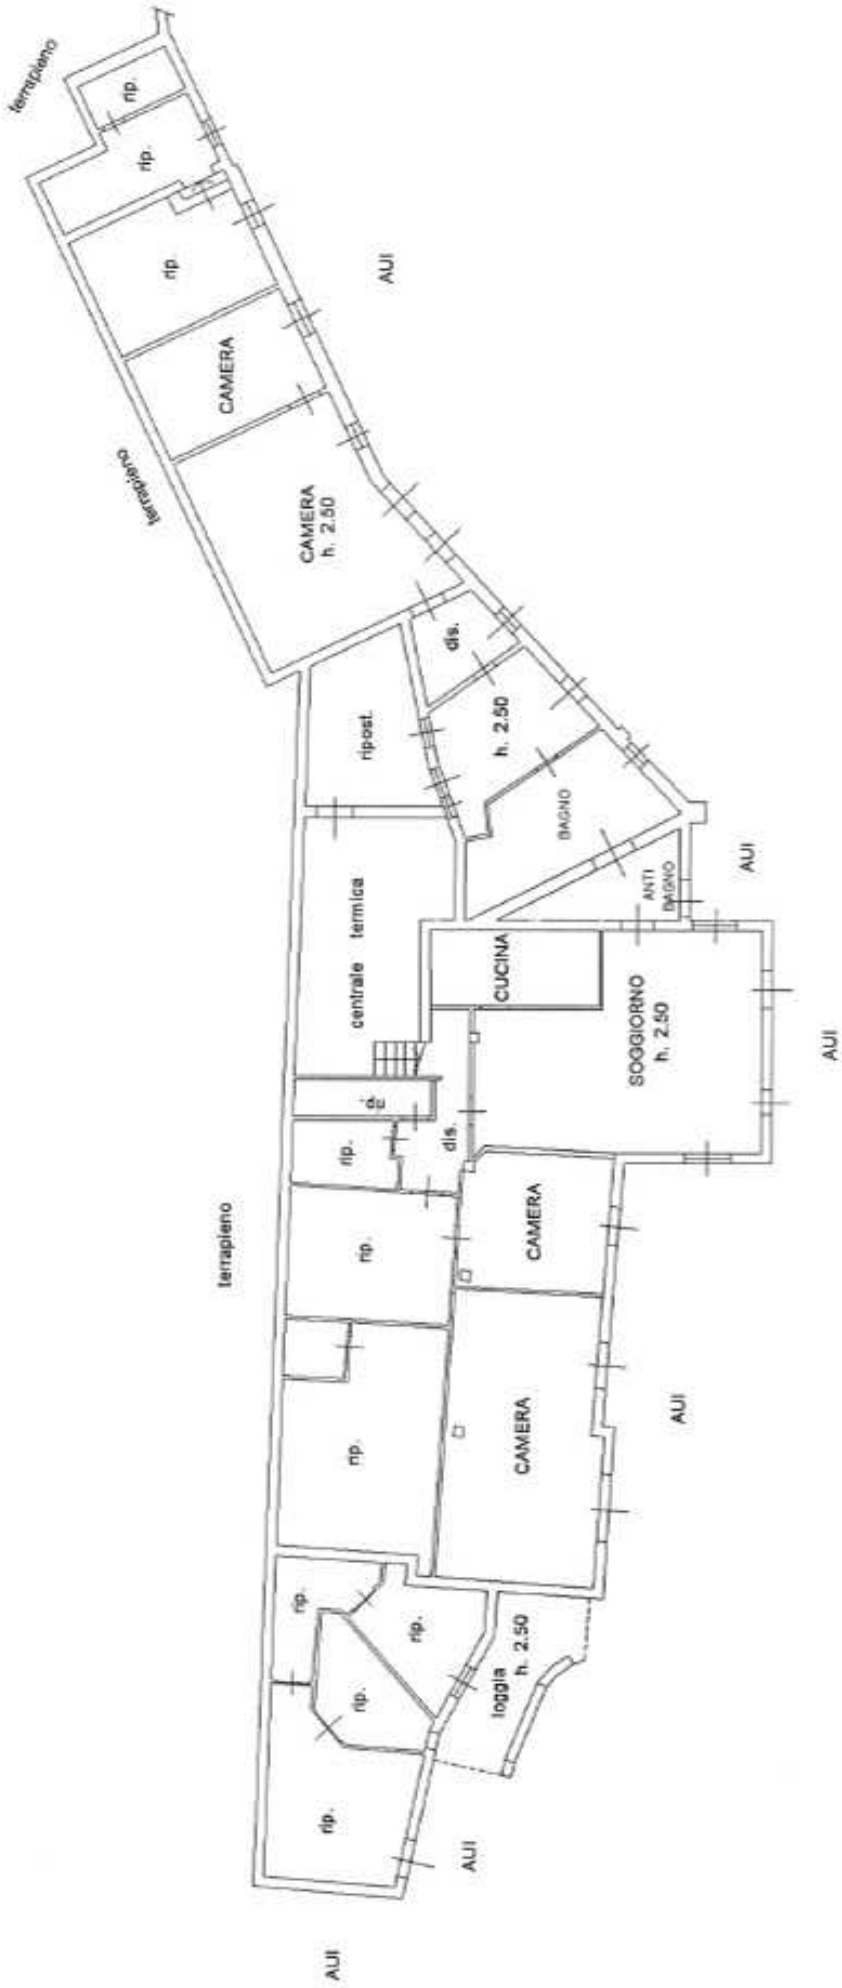 terrapieno
rip.
rip.
rip.
AUI
CAMERA
terrapieno
CAMERA
h. 2.50
dis.
h. 2.50
ripost.
BAGNO
ANTI
BAGNO
AUI
centrale termica
CUCINA
SOGGIORNO
h. 2.50
AUI
rip.
dis.
rip.
terrapieno
rip.
CAMERA
AUI
rip.
CAMERA
rip.
rip.
rip.
loggia
h. 2.50
rip.
AUI
AUI